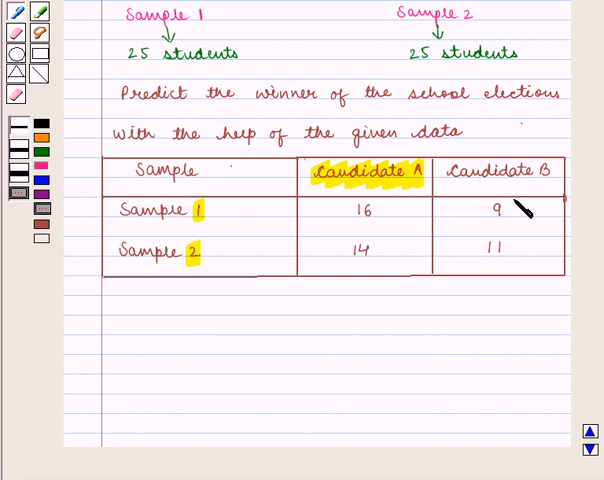 Sample 1 Sample 2
25 students 25 students
Predict the winner of the school elections
with the help of the given data
Sample Candidate A Candidate B
Sample 1 16 9
Sample 2 14 11